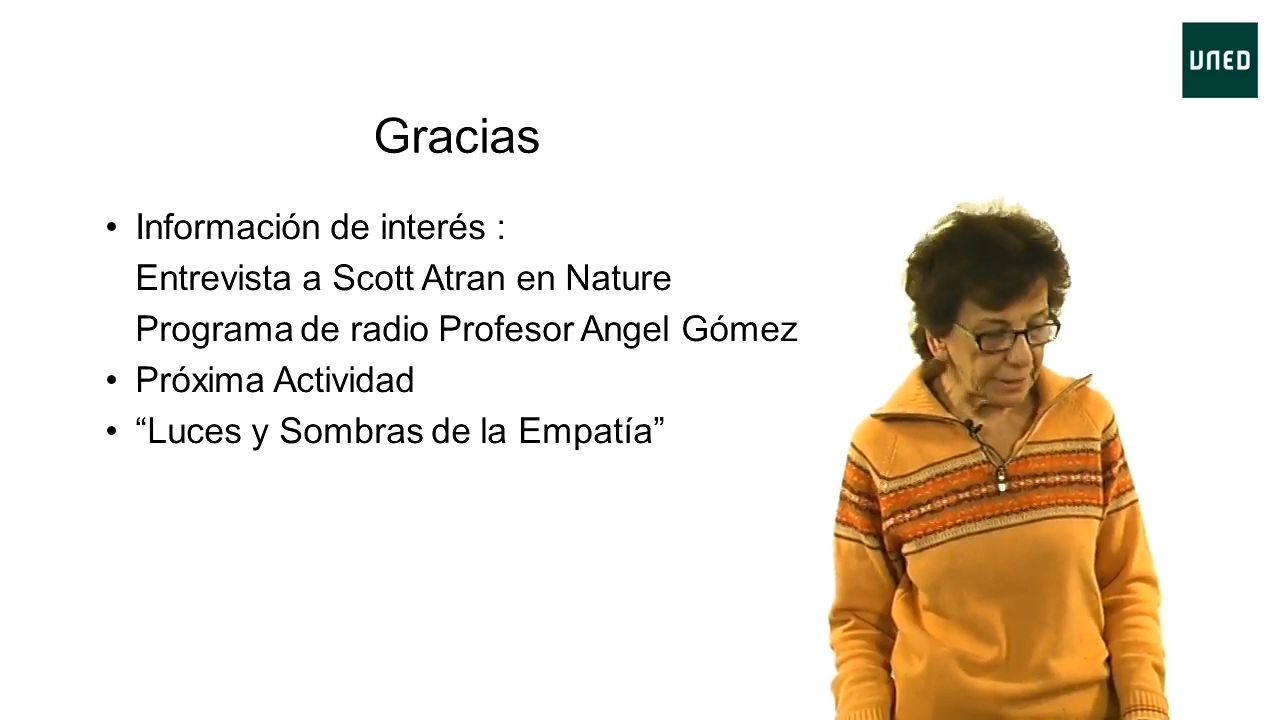 UNED
Gracias
• Información de interés :
Entrevista a Scott Atran en Nature
Programa de radio Profesor Angel Gómez
• Próxima Actividad
• “Luces y Sombras de la Empatía”